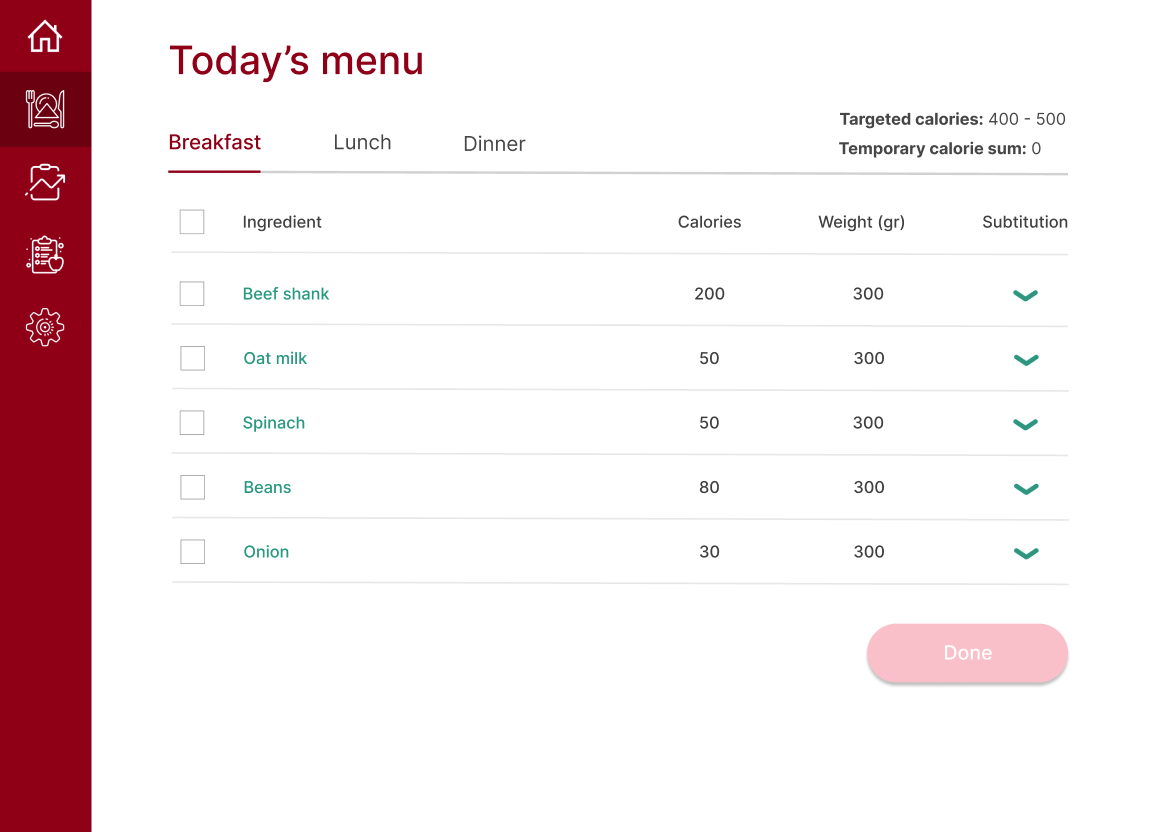 Today’s menu
Targeted calories: 400 - 500
Breakfast Lunch Dinner
Temporary calorie sum: 0
Ingredient Calories Weight (gr) Subtitution
Beef shank 200 300
Oat milk 50 300
Spinach 50 300
Beans 80 300
Onion 30 300
Done